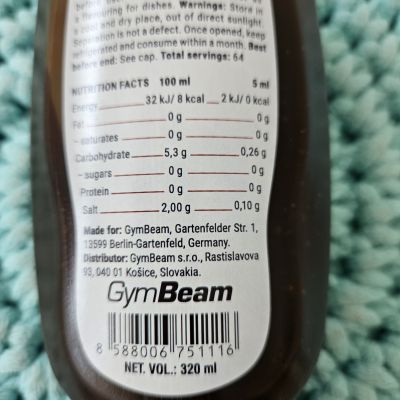 a flavouring for dishes. Warnings: Store in
a cool and dry place, out of direct sunlight.
Separation is not a defect. Once opened, keep
refrigerated and consume within a month. Best
before end: See cap. Total servings: 64
NUTRITION FACTS 100 ml 5 ml
Energy 32 kJ/ 8 kcal 2 kJ/ 0 kcal
Fat 0 g 0 g
– saturates 0 g 0 g
Carbohydrate 5,3 g 0,26 g
– sugars 0 g 0 g
Protein 0 g 0 g
Salt 2,00 g 0,10 g
Made for: GymBeam, Gartenfelder Str. 1,
13599 Berlin-Gartenfeld, Germany.
Distributor: GymBeam s.r.o., Rastislavova
93, 040 01 Košice, Slovakia.
GymBeam
8 588006 751116
NET. VOL.: 320 ml